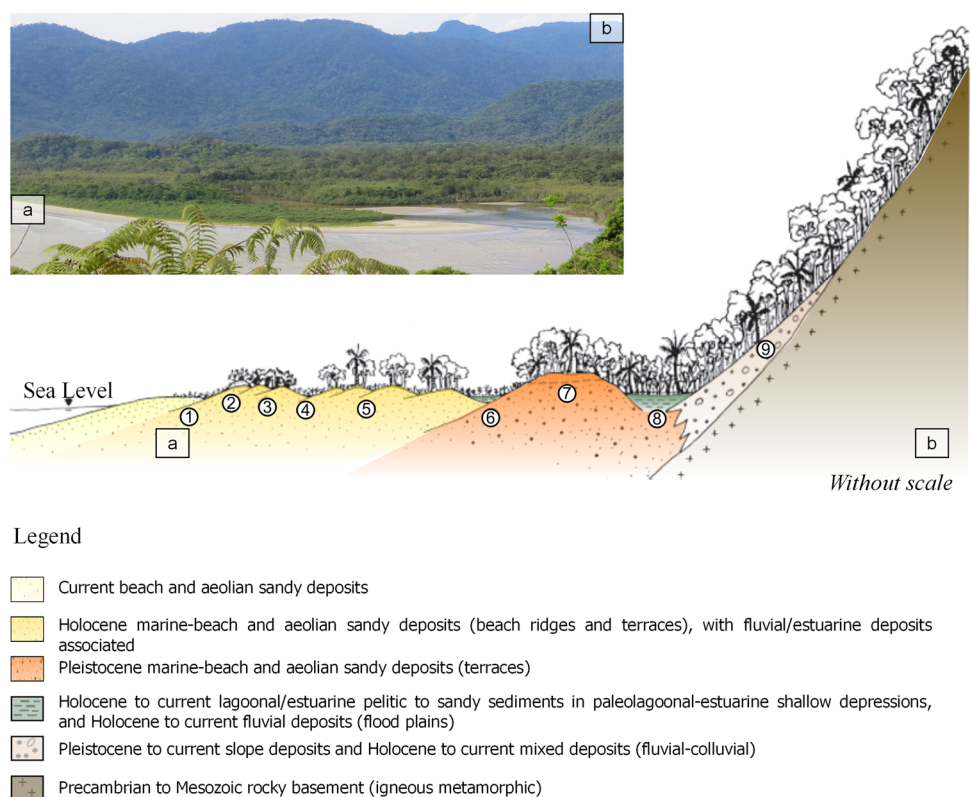 b
a
Sea Level
1
2
3
4
5
6
7
8
9
a
b
Without scale
Legend
Current beach and aeolian sandy deposits
Holocene marine-beach and aeolian sandy deposits (beach ridges and terraces), with fluvial/estuarine deposits
associated
Pleistocene marine-beach and aeolian sandy deposits (terraces)
Holocene to current lagoonal/estuarine pelitic to sandy sediments in paleolagoonal-estuarine shallow depressions,
and Holocene to current fluvial deposits (flood plains)
Pleistocene to current slope deposits and Holocene to current mixed deposits (fluvial-colluvial)
Precambrian to Mesozoic rocky basement (igneous metamorphic)